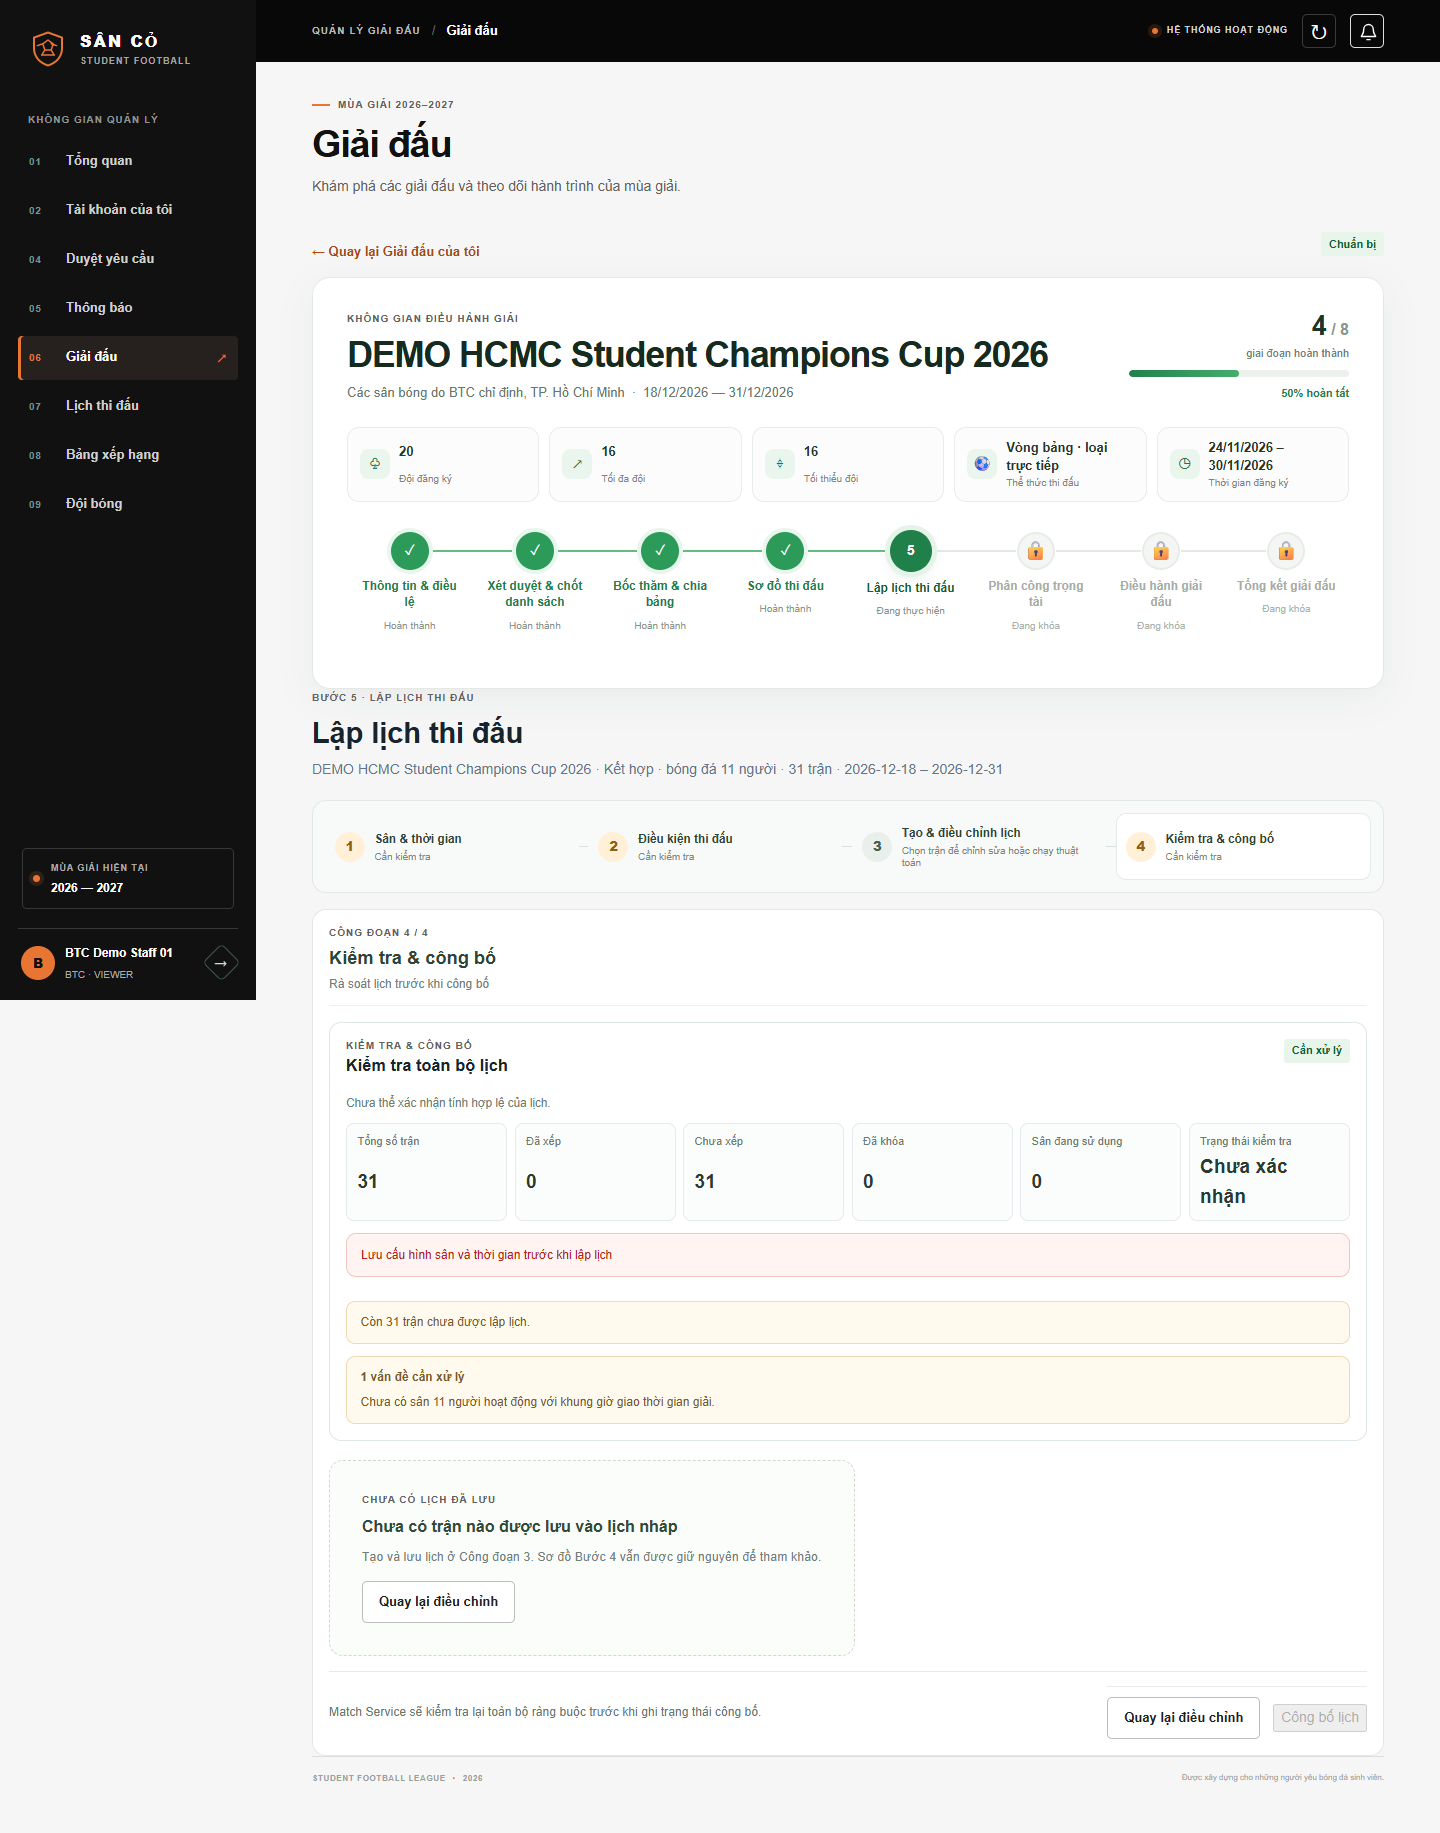 SÂN CỎ
STUDENT FOOTBALL
KHÔNG GIAN QUẢN LÝ
01 Tổng quan
02 Tài khoản của tôi
04 Duyệt yêu cầu
05 Thông báo
06 Giải đấu ↗
07 Lịch thi đấu
08 Bảng xếp hạng
09 Đội bóng
MÙA GIẢI HIỆN TẠI
2026 — 2027
B
BTC Demo Staff 01
BTC · VIEWER
→
QUẢN LÝ GIẢI ĐẤU / Giải đấu
HỆ THỐNG HOẠT ĐỘNG
MÙA GIẢI 2026–2027
Giải đấu
Khám phá các giải đấu và theo dõi hành trình của mùa giải.
← Quay lại Giải đấu của tôi
Chuẩn bị
KHÔNG GIAN ĐIỀU HÀNH GIẢI
DEMO HCMC Student Champions Cup 2026
Các sân bóng do BTC chỉ định, TP. Hồ Chí Minh · 18/12/2026 — 31/12/2026
4 / 8
giai đoạn hoàn thành
50% hoàn tất
20
Đội đăng ký
16
Tối đa đội
16
Tối thiểu đội
Vòng bảng · loại
trực tiếp
Thể thức thi đấu
24/11/2026 –
30/11/2026
Thời gian đăng ký
✓
Thông tin & điều
lệ
Hoàn thành
✓
Xét duyệt & chốt
danh sách
Hoàn thành
✓
Bốc thăm & chia
bảng
Hoàn thành
✓
Sơ đồ thi đấu
Hoàn thành
5
Lập lịch thi đấu
Đang thực hiện
Phân công trọng
tài
Đang khóa
Điều hành giải
đấu
Đang khóa
Tổng kết giải đấu
Đang khóa
BƯỚC 5 · LẬP LỊCH THI ĐẤU
Lập lịch thi đấu
DEMO HCMC Student Champions Cup 2026 · Kết hợp · bóng đá 11 người · 31 trận · 2026-12-18 – 2026-12-31
1
Sân & thời gian
Cần kiểm tra
2
Điều kiện thi đấu
Cần kiểm tra
3
Tạo & điều chỉnh lịch
Chọn trận để chỉnh sửa hoặc chạy thuật
toán
4
Kiểm tra & công bố
Cần kiểm tra
CÔNG ĐOẠN 4 / 4
Kiểm tra & công bố
Rà soát lịch trước khi công bố
KIỂM TRA & CÔNG BỐ
Kiểm tra toàn bộ lịch
Cần xử lý
Chưa thể xác nhận tính hợp lệ của lịch.
Tổng số trận
31
Đã xếp
0
Chưa xếp
31
Đã khóa
0
Sân đang sử dụng
0
Trạng thái kiểm tra
Chưa xác
nhận
Lưu cấu hình sân và thời gian trước khi lập lịch
Còn 31 trận chưa được lập lịch.
1 vấn đề cần xử lý
Chưa có sân 11 người hoạt động với khung giờ giao thời gian giải.
CHƯA CÓ LỊCH ĐÃ LƯU
Chưa có trận nào được lưu vào lịch nháp
Tạo và lưu lịch ở Công đoạn 3. Sơ đồ Bước 4 vẫn được giữ nguyên để tham khảo.
Quay lại điều chỉnh
Match Service sẽ kiểm tra lại toàn bộ ràng buộc trước khi ghi trạng thái công bố.
Quay lại điều chỉnh
Công bố lịch
STUDENT FOOTBALL LEAGUE • 2026
Được xây dựng cho những người yêu bóng đá sinh viên.